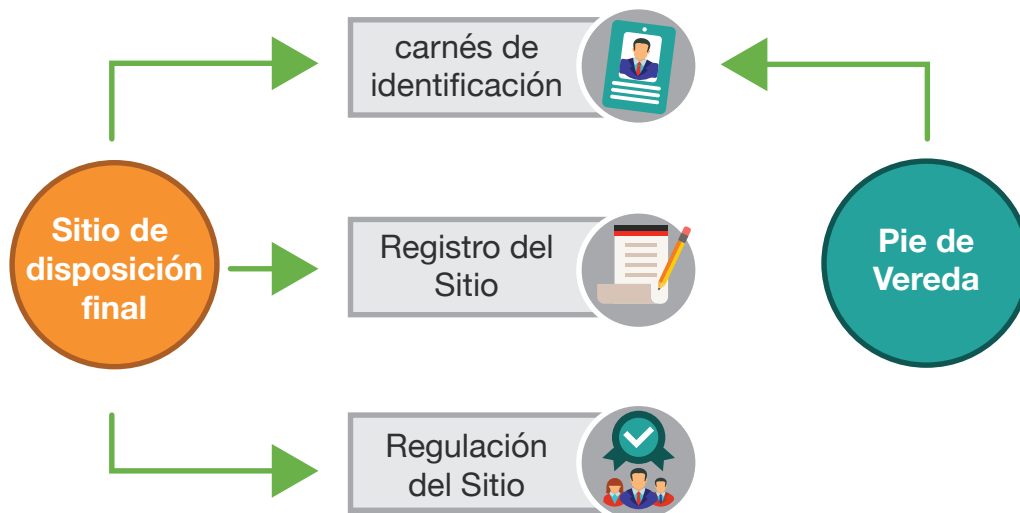 carnés de
identificación
Sitio de
disposición
final
Registro del
Sitio
Pie de
Vereda
Regulación
del Sitio